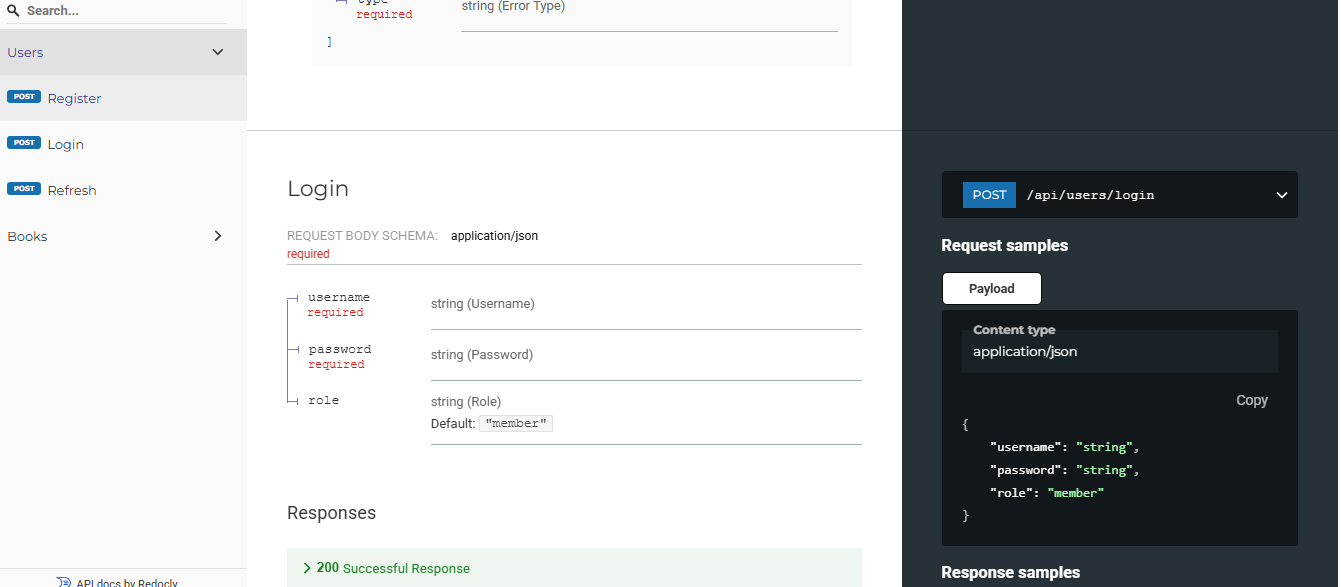 Search...
Users
POST Register
POST Login
POST Refresh
Books
API docs by Redocly
type
required
string (Error Type)
]
Login
REQUEST BODY SCHEMA: application/json
required
username
required
string (Username)
password
required
string (Password)
role
string (Role)
Default: "member"
Responses
200 Successful Response
POST /api/users/login
Request samples
Payload
Content type
application/json
Copy
{
"username": "string",
"password": "string",
"role": "member"
}
Response samples